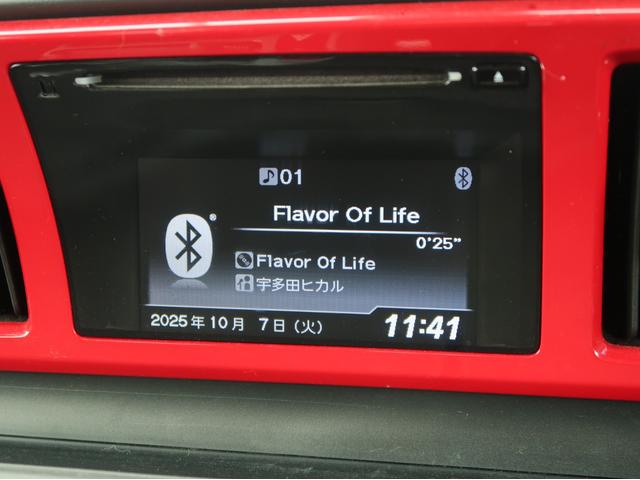 01
Flavor Of Life
0'25"
Flavor Of Life
宇多田ヒカル
2025年10月 7日(火) 11:41